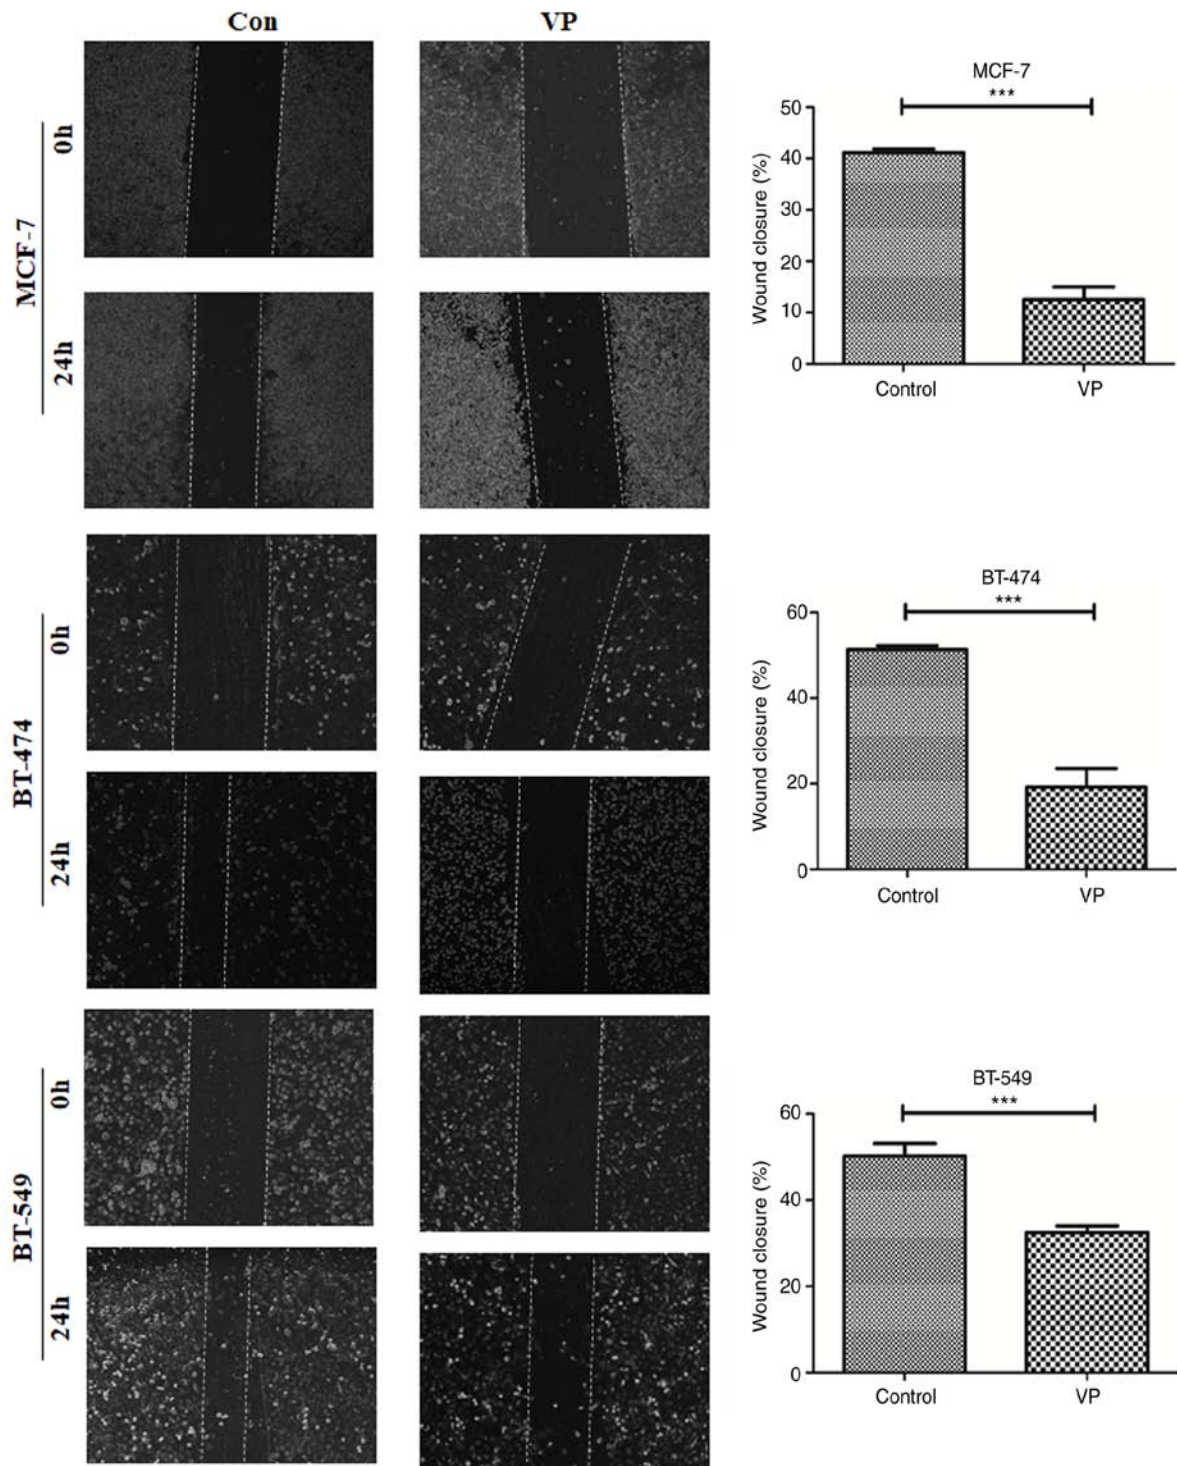 Con VP
MCF-7
0h
24h
BT-474
0h
24h
BT-549
0h
24h
MCF-7
***
Wound closure (%)
50
40
30
20
10
0
Control VP
BT-474
***
Wound closure (%)
60
40
20
0
Control VP
BT-549
***
Wound closure (%)
60
40
20
0
Control VP